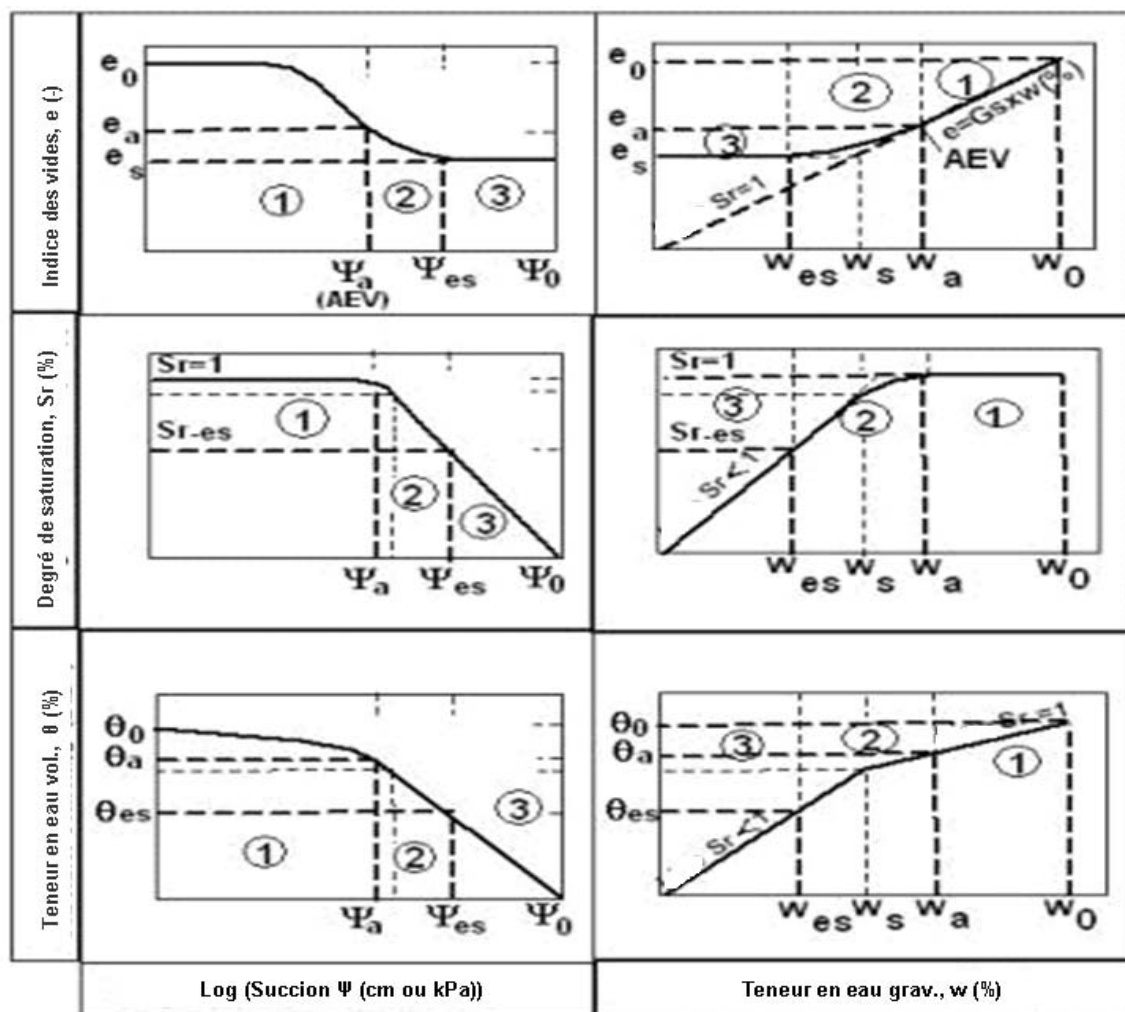 Indice des vides, e (-)
e0
ea
es
1
2
3
Ψa
Ψes
Ψ0
(AEV)
e0
ea
es
1
2
3
e=Gsxw(%)
AEV
Sr=1
wes
ws
wa
w0
Degré de saturation, Sr (%)
Sr=1
Sr-es
1
2
3
Ψa
Ψes
Ψ0
Sr=1
Sr-es
3
2
1
Sr<1
wes
ws
wa
w0
Teneur en eau vol., θ (%)
θ0
θa
θes
1
2
3
Ψa
Ψes
Ψ0
θ0
θa
θes
3
2
1
Sr=1
Sr<1
wes
ws
wa
w0
Log (Succion Ψ (cm ou kPa))
Teneur en eau grav., w (%)